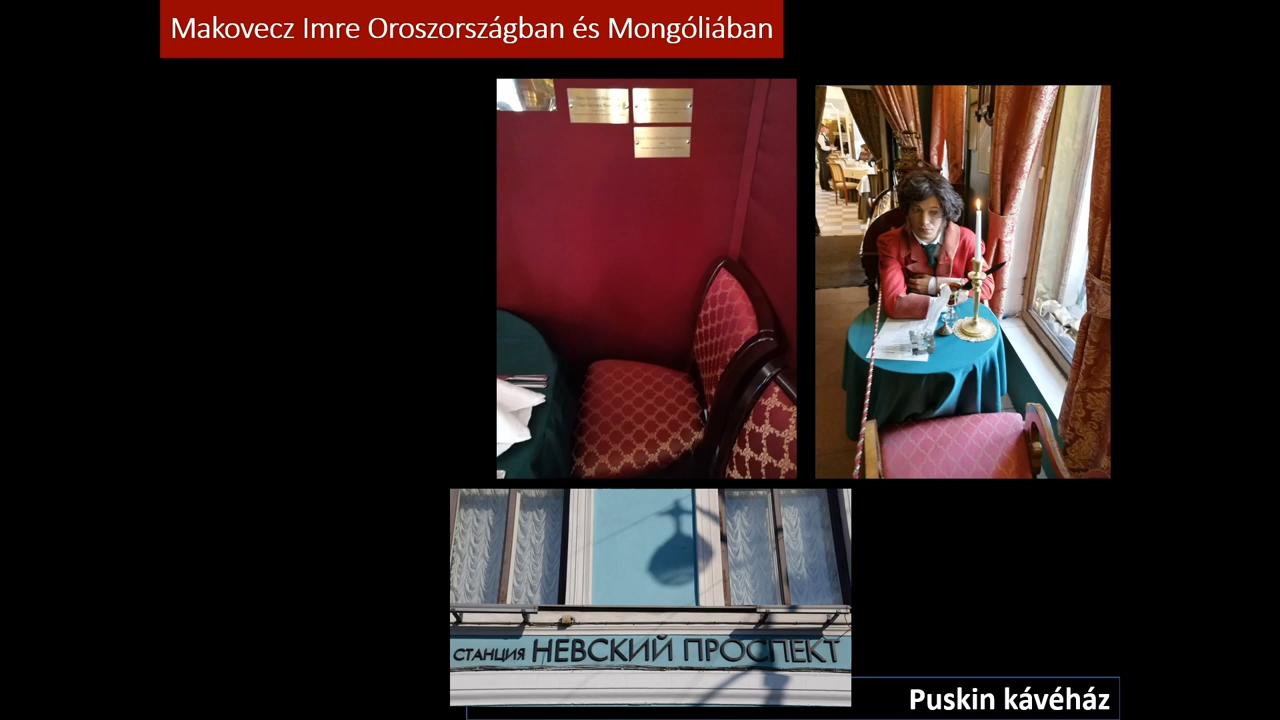 Makovecz Imre Oroszországban és Mongóliában
СТАНЦИЯ НЕВСКИЙ ПРОСПЕКТ
Puskin kávéház